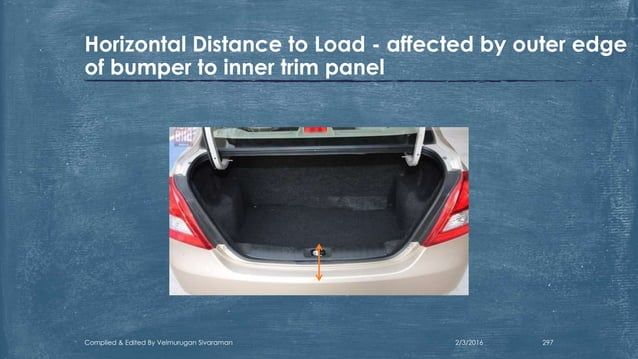 Horizontal Distance to Load - affected by outer edge
of bumper to inner trim panel
Complied & Edited By Velmurugan Sivaraman 2/3/2016 297